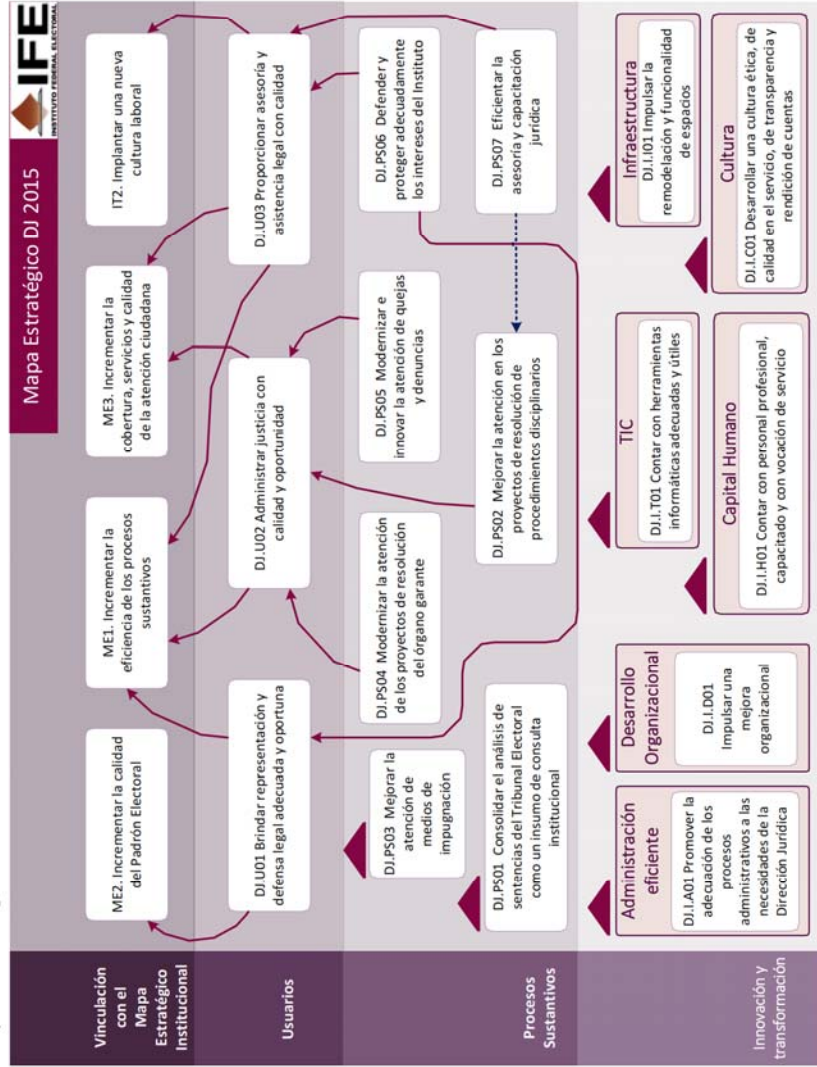 Mapa Estratégico DJ 2015
IFE
INSTITUTO FEDERAL ELECTORAL
Vinculación
con el
Mapa
Estratégico
Institucional
ME2. Incrementar la calidad
del Padrón Electoral
ME1. Incrementar la
eficiencia de los procesos
sustantivos
ME3. Incrementar la
cobertura, servicios y calidad
de la atención ciudadana
IT2. Implantar una nueva
cultura laboral
Usuarios
DJ.U01 Brindar representación y
defensa legal adecuada y oportuna
DJ.U02 Administrar justicia con
calidad y oportunidad
DJ.U03 Proporcionar asesoría y
asistencia legal con calidad
Procesos
Sustantivos
DJ.PS03 Mejorar la
atención de
medios de
impugnación
DJ.PS04 Modernizar la atención
de los proyectos de resolución
del órgano garante
DJ.PS05 Modernizar e
innovar la atención de quejas
y denuncias
DJ.PS06 Defender y
proteger adecuadamente
los intereses del Instituto
DJ.PS01 Consolidar el análisis de
sentencias del Tribunal Electoral
como un insumo de consulta
institucional
DJ.PS02 Mejorar la atención en los
proyectos de resolución de
procedimientos disciplinarios
DJ.PS07 Eficientar la
asesoría y capacitación
jurídica
Innovación y
transformación
Administración
eficiente
DJ.I.A01 Promover la
adecuación de los
procesos
administrativos a las
necesidades de la
Dirección Jurídica
Desarrollo
Organizacional
DJ.I.D01
Impulsar una
mejora
organizacional
TIC
DJ.I.T01 Contar con herramientas
informáticas adecuadas y útiles
Infraestructura
DJ.I.I01 Impulsar la
remodelación y funcionalidad
de espacios
Capital Humano
DJ.I.H01 Contar con personal profesional,
capacitado y con vocación de servicio
Cultura
DJ.I.C01 Desarrollar una cultura ética, de
calidad en el servicio, de transparencia y
rendición de cuentas